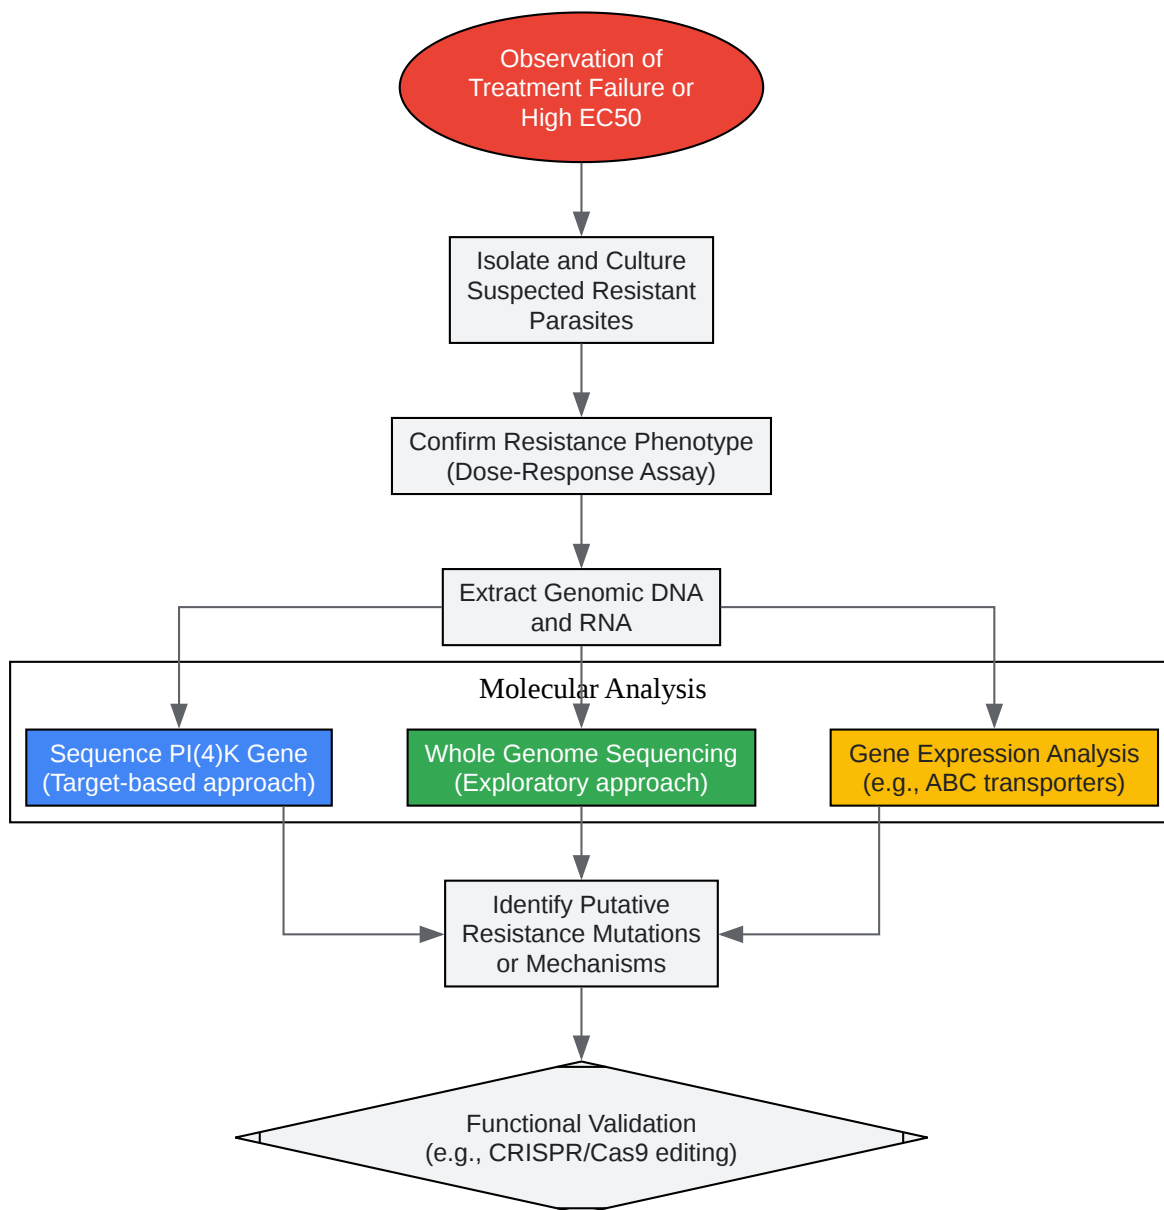 Observation of
Treatment Failure or
High EC50
Isolate and Culture
Suspected Resistant
Parasites
Confirm Resistance Phenotype
(Dose-Response Assay)
Extract Genomic DNA
and RNA
Molecular Analysis
Sequence PI(4)K Gene
(Target-based approach)
Whole Genome Sequencing
(Exploratory approach)
Gene Expression Analysis
(e.g., ABC transporters)
Identify Putative
Resistance Mutations
or Mechanisms
Functional Validation
(e.g., CRISPR/Cas9 editing)